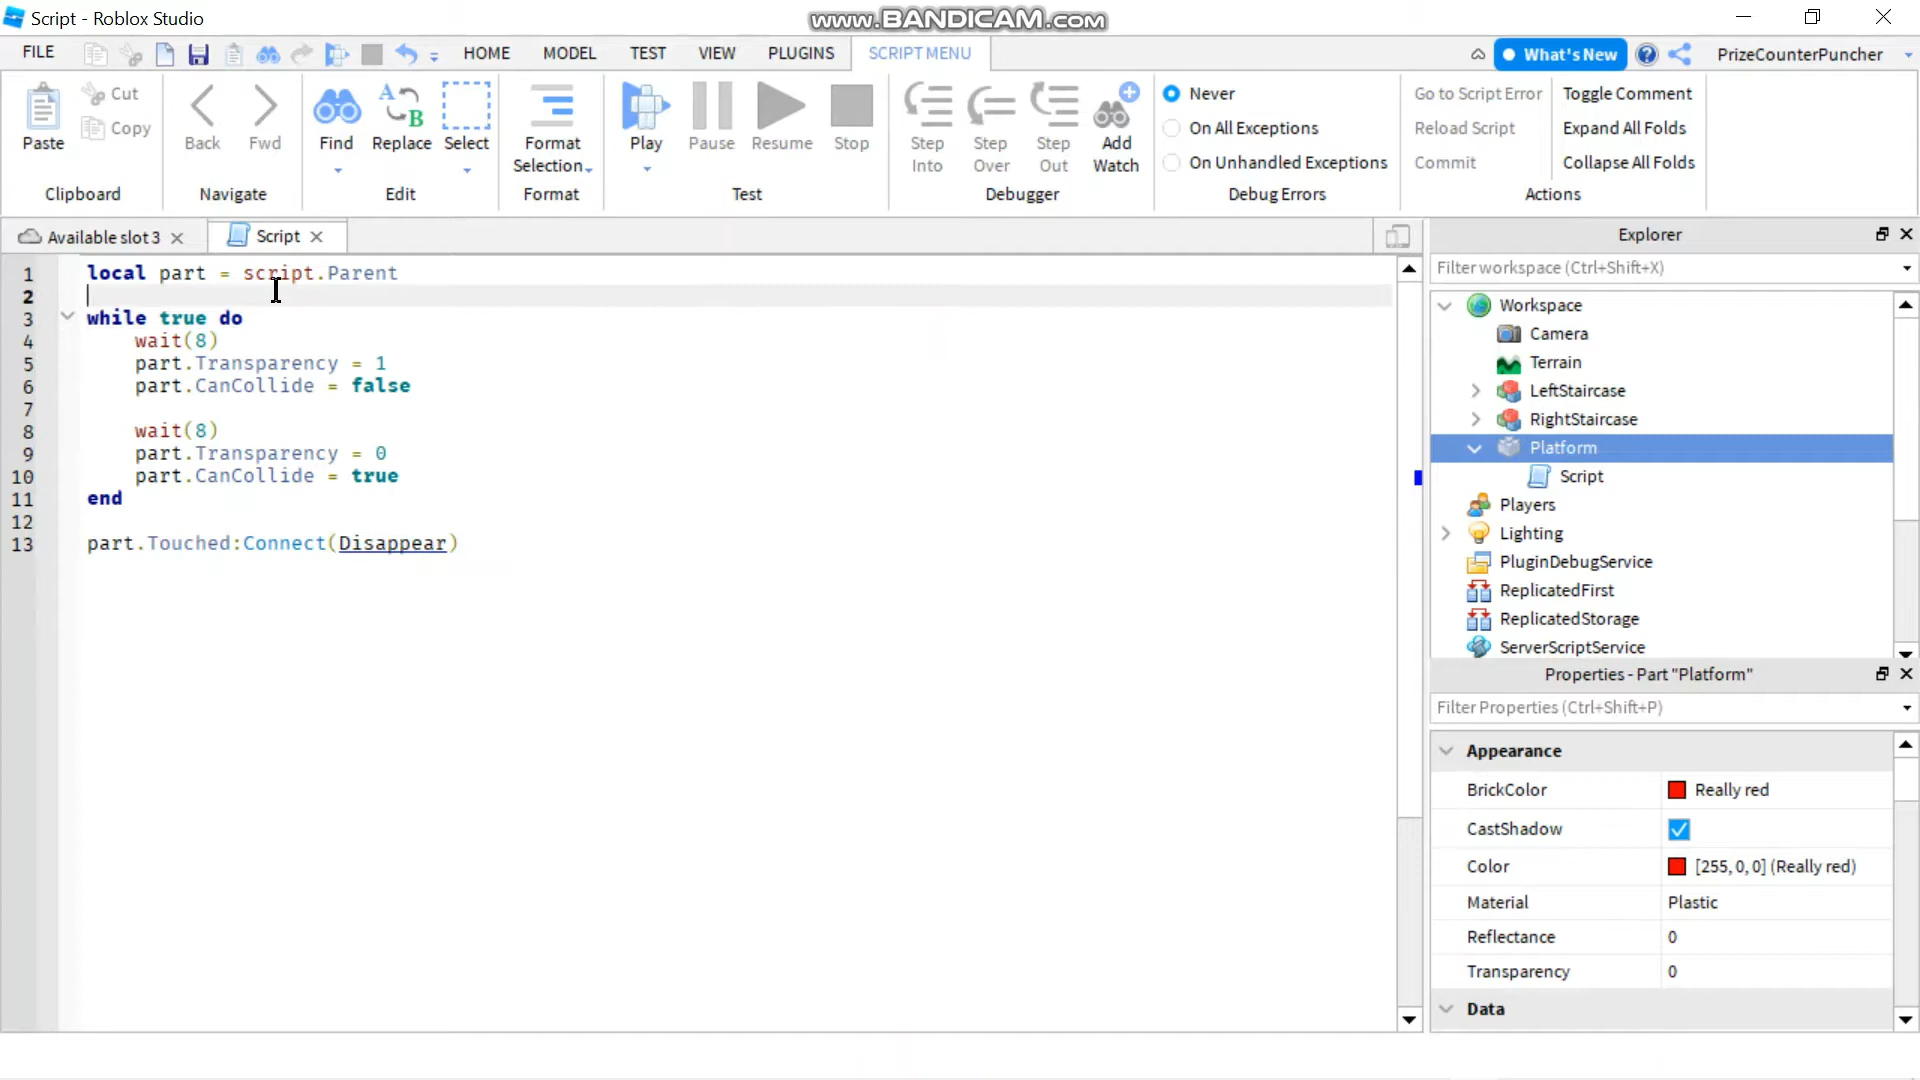 Script - Roblox Studio
www.BANDICAM.com
FILE
HOME
MODEL
TEST
VIEW
PLUGINS
SCRIPT MENU
What's New
PrizeCounterPuncher
Paste
Cut
Copy
Clipboard
Back
Fwd
Navigate
Find
Replace
Select
Edit
Format
Selection
Format
Play
Pause
Resume
Stop
Test
Step
Into
Step
Over
Step
Out
Add
Watch
Debugger
Never
On All Exceptions
On Unhandled Exceptions
Debug Errors
Go to Script Error
Reload Script
Commit
Toggle Comment
Expand All Folds
Collapse All Folds
Actions
Available slot 3
Script
1 local part = script.Parent
2
3 while true do
4 wait(8)
5 part.Transparency = 1
6 part.CanCollide = false
7
8 wait(8)
9 part.Transparency = 0
10 part.CanCollide = true
11 end
12
13 part.Touched:Connect(Disappear)
Explorer
Filter workspace (Ctrl+Shift+X)
Workspace
Camera
Terrain
LeftStaircase
RightStaircase
Platform
Script
Players
Lighting
PluginDebugService
ReplicatedFirst
ReplicatedStorage
ServerScriptService
Properties - Part "Platform"
Filter Properties (Ctrl+Shift+P)
Appearance
BrickColor Really red
CastShadow
Color [255, 0, 0] (Really red)
Material Plastic
Reflectance 0
Transparency 0
Data